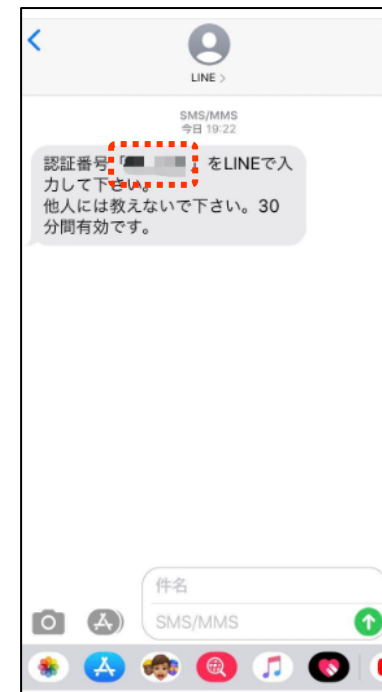 LINE >
SMS/MMS
今日 19:22
認証番号「 」をLINEで入
力して下さい。
他人には教えないで下さい。30
分間有効です。
件名
SMS/MMS